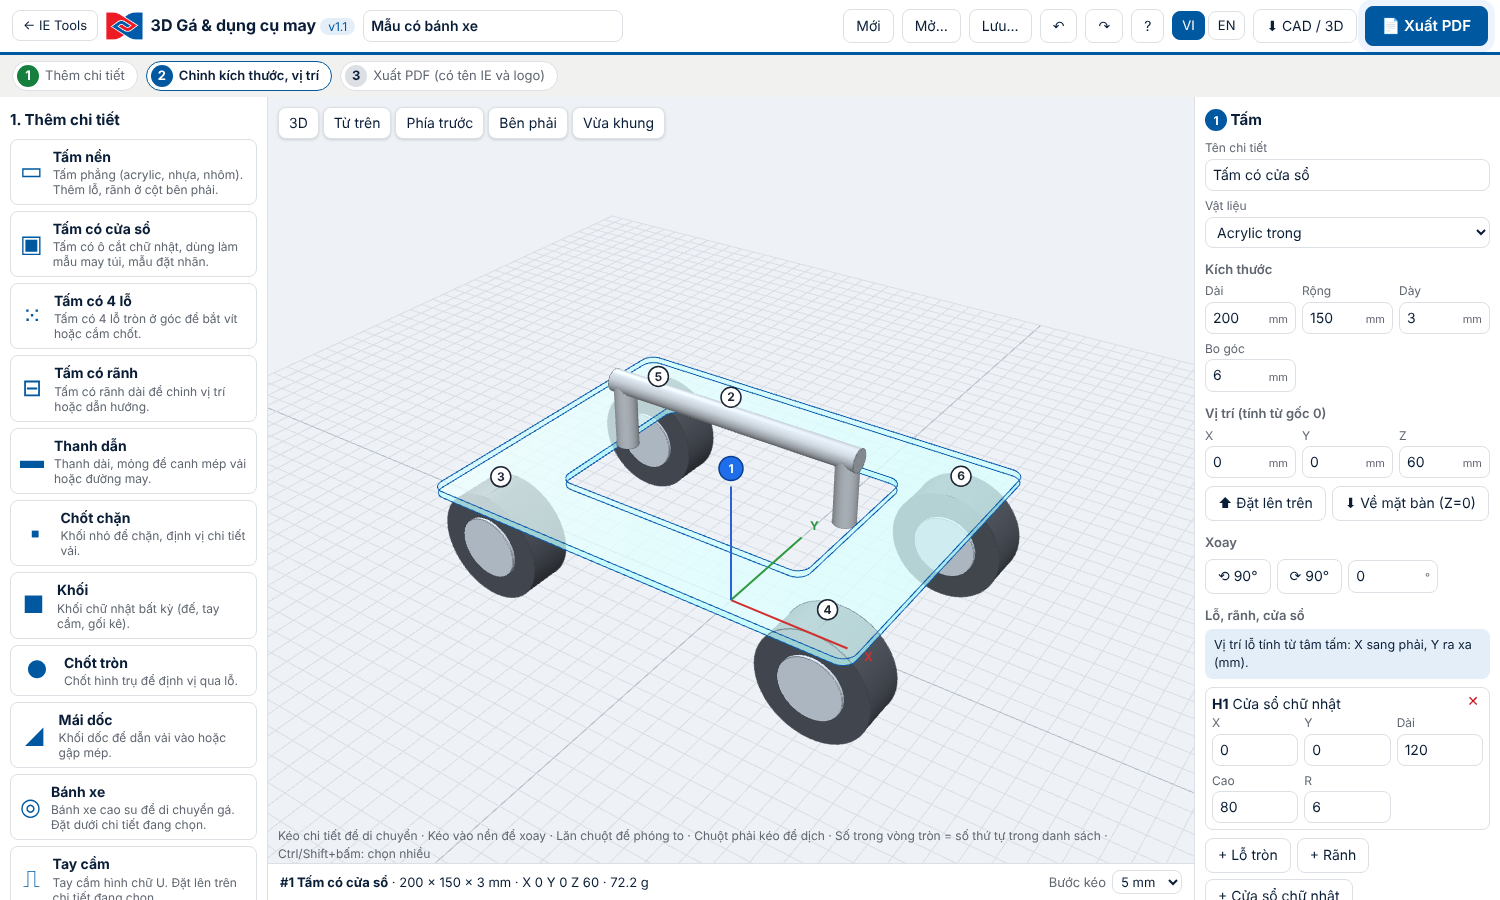 ← IE Tools
3D Gá & dụng cụ may v1.1
Mẫu có bánh xe
Mới
Mở...
Lưu...
↶
↷
?
VI
EN
⬇ CAD / 3D
📄 Xuất PDF
1 Thêm chi tiết
2 Chỉnh kích thước, vị trí
3 Xuất PDF (có tên IE và logo)
1. Thêm chi tiết
Tấm nền
Tấm phẳng (acrylic, nhựa, nhôm).
Thêm lỗ, rãnh ở cột bên phải.
Tấm có cửa sổ
Tấm có ô cắt chữ nhật, dùng làm
mẫu may túi, mẫu đặt nhãn.
Tấm có 4 lỗ
Tấm có 4 lỗ tròn ở góc để bắt vít
hoặc cắm chốt.
Tấm có rãnh
Tấm có rãnh dài để chỉnh vị trí
hoặc dẫn hướng.
Thanh dẫn
Thanh dài, mỏng để canh mép vải
hoặc đường may.
Chốt chặn
Khối nhỏ để chặn, định vị chi tiết
vải.
Khối
Khối chữ nhật bất kỳ (đế, tay
cầm, gối kê).
Chốt tròn
Chốt hình trụ để định vị qua lỗ.
Mái dốc
Khối dốc để dẫn vải vào hoặc
gập mép.
Bánh xe
Bánh xe cao su để di chuyển gá.
Đặt dưới chi tiết đang chọn.
Tay cầm
Tay cầm hình chữ U. Đặt lên trên
chi tiết đang chọn.
3D
Từ trên
Phía trước
Bên phải
Vừa khung
5
2
1
3
6
Y
4
X
Kéo chi tiết để di chuyển · Kéo vào nền để xoay · Lăn chuột để phóng to · Chuột phải kéo để dịch · Số trong vòng tròn = số thứ tự trong danh sách ·
Ctrl/Shift+bấm: chọn nhiều
#1 Tấm có cửa sổ · 200 × 150 × 3 mm · X 0 Y 0 Z 60 · 72.2 g
Bước kéo
5 mm
1 Tấm
Tên chi tiết
Tấm có cửa sổ
Vật liệu
Acrylic trong
Kích thước
Dài Rộng Dày
200 mm 150 mm 3 mm
Bo góc
6 mm
Vị trí (tính từ gốc 0)
X Y Z
0 mm 0 mm 60 mm
⬆ Đặt lên trên
⬇ Về mặt bàn (Z=0)
Xoay
⟲ 90°
⟳ 90°
0 °
Lỗ, rãnh, cửa sổ
Vị trí lỗ tính từ tâm tấm: X sang phải, Y ra xa
(mm).
H1 Cửa sổ chữ nhật ✕
X Y Dài
0 0 120
Cao R
80 6
+ Lỗ tròn
+ Rãnh
+ Cửa sổ chữ nhật